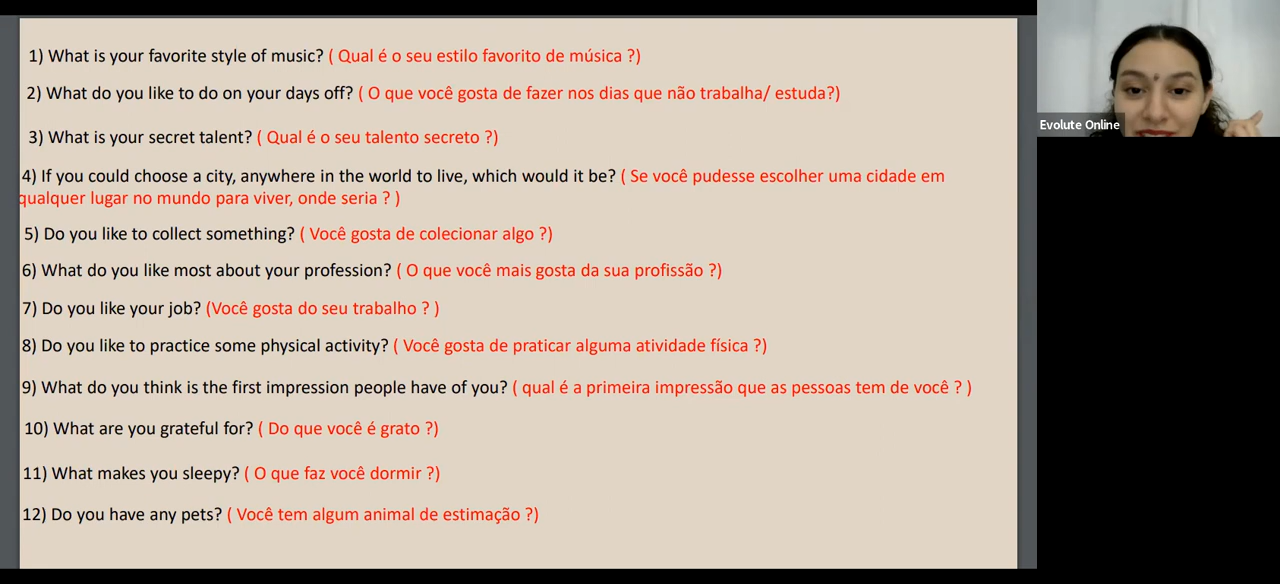 1) What is your favorite style of music? ( Qual é o seu estilo favorito de música ?)
2) What do you like to do on your days off? ( O que você gosta de fazer nos dias que não trabalha/ estuda?)
3) What is your secret talent? ( Qual é o seu talento secreto ?)
4) If you could choose a city, anywhere in the world to live, which would it be? ( Se você pudesse escolher uma cidade em
qualquer lugar no mundo para viver, onde seria ? )
5) Do you like to collect something? ( Você gosta de colecionar algo ?)
6) What do you like most about your profession? ( O que você mais gosta da sua profissão ?)
7) Do you like your job? (Você gosta do seu trabalho ? )
8) Do you like to practice some physical activity? ( Você gosta de praticar alguma atividade física ?)
9) What do you think is the first impression people have of you? ( qual é a primeira impressão que as pessoas tem de você ? )
10) What are you grateful for? ( Do que você é grato ?)
11) What makes you sleepy? ( O que faz você dormir ?)
12) Do you have any pets? ( Você tem algum animal de estimação ?)
Evolute Online